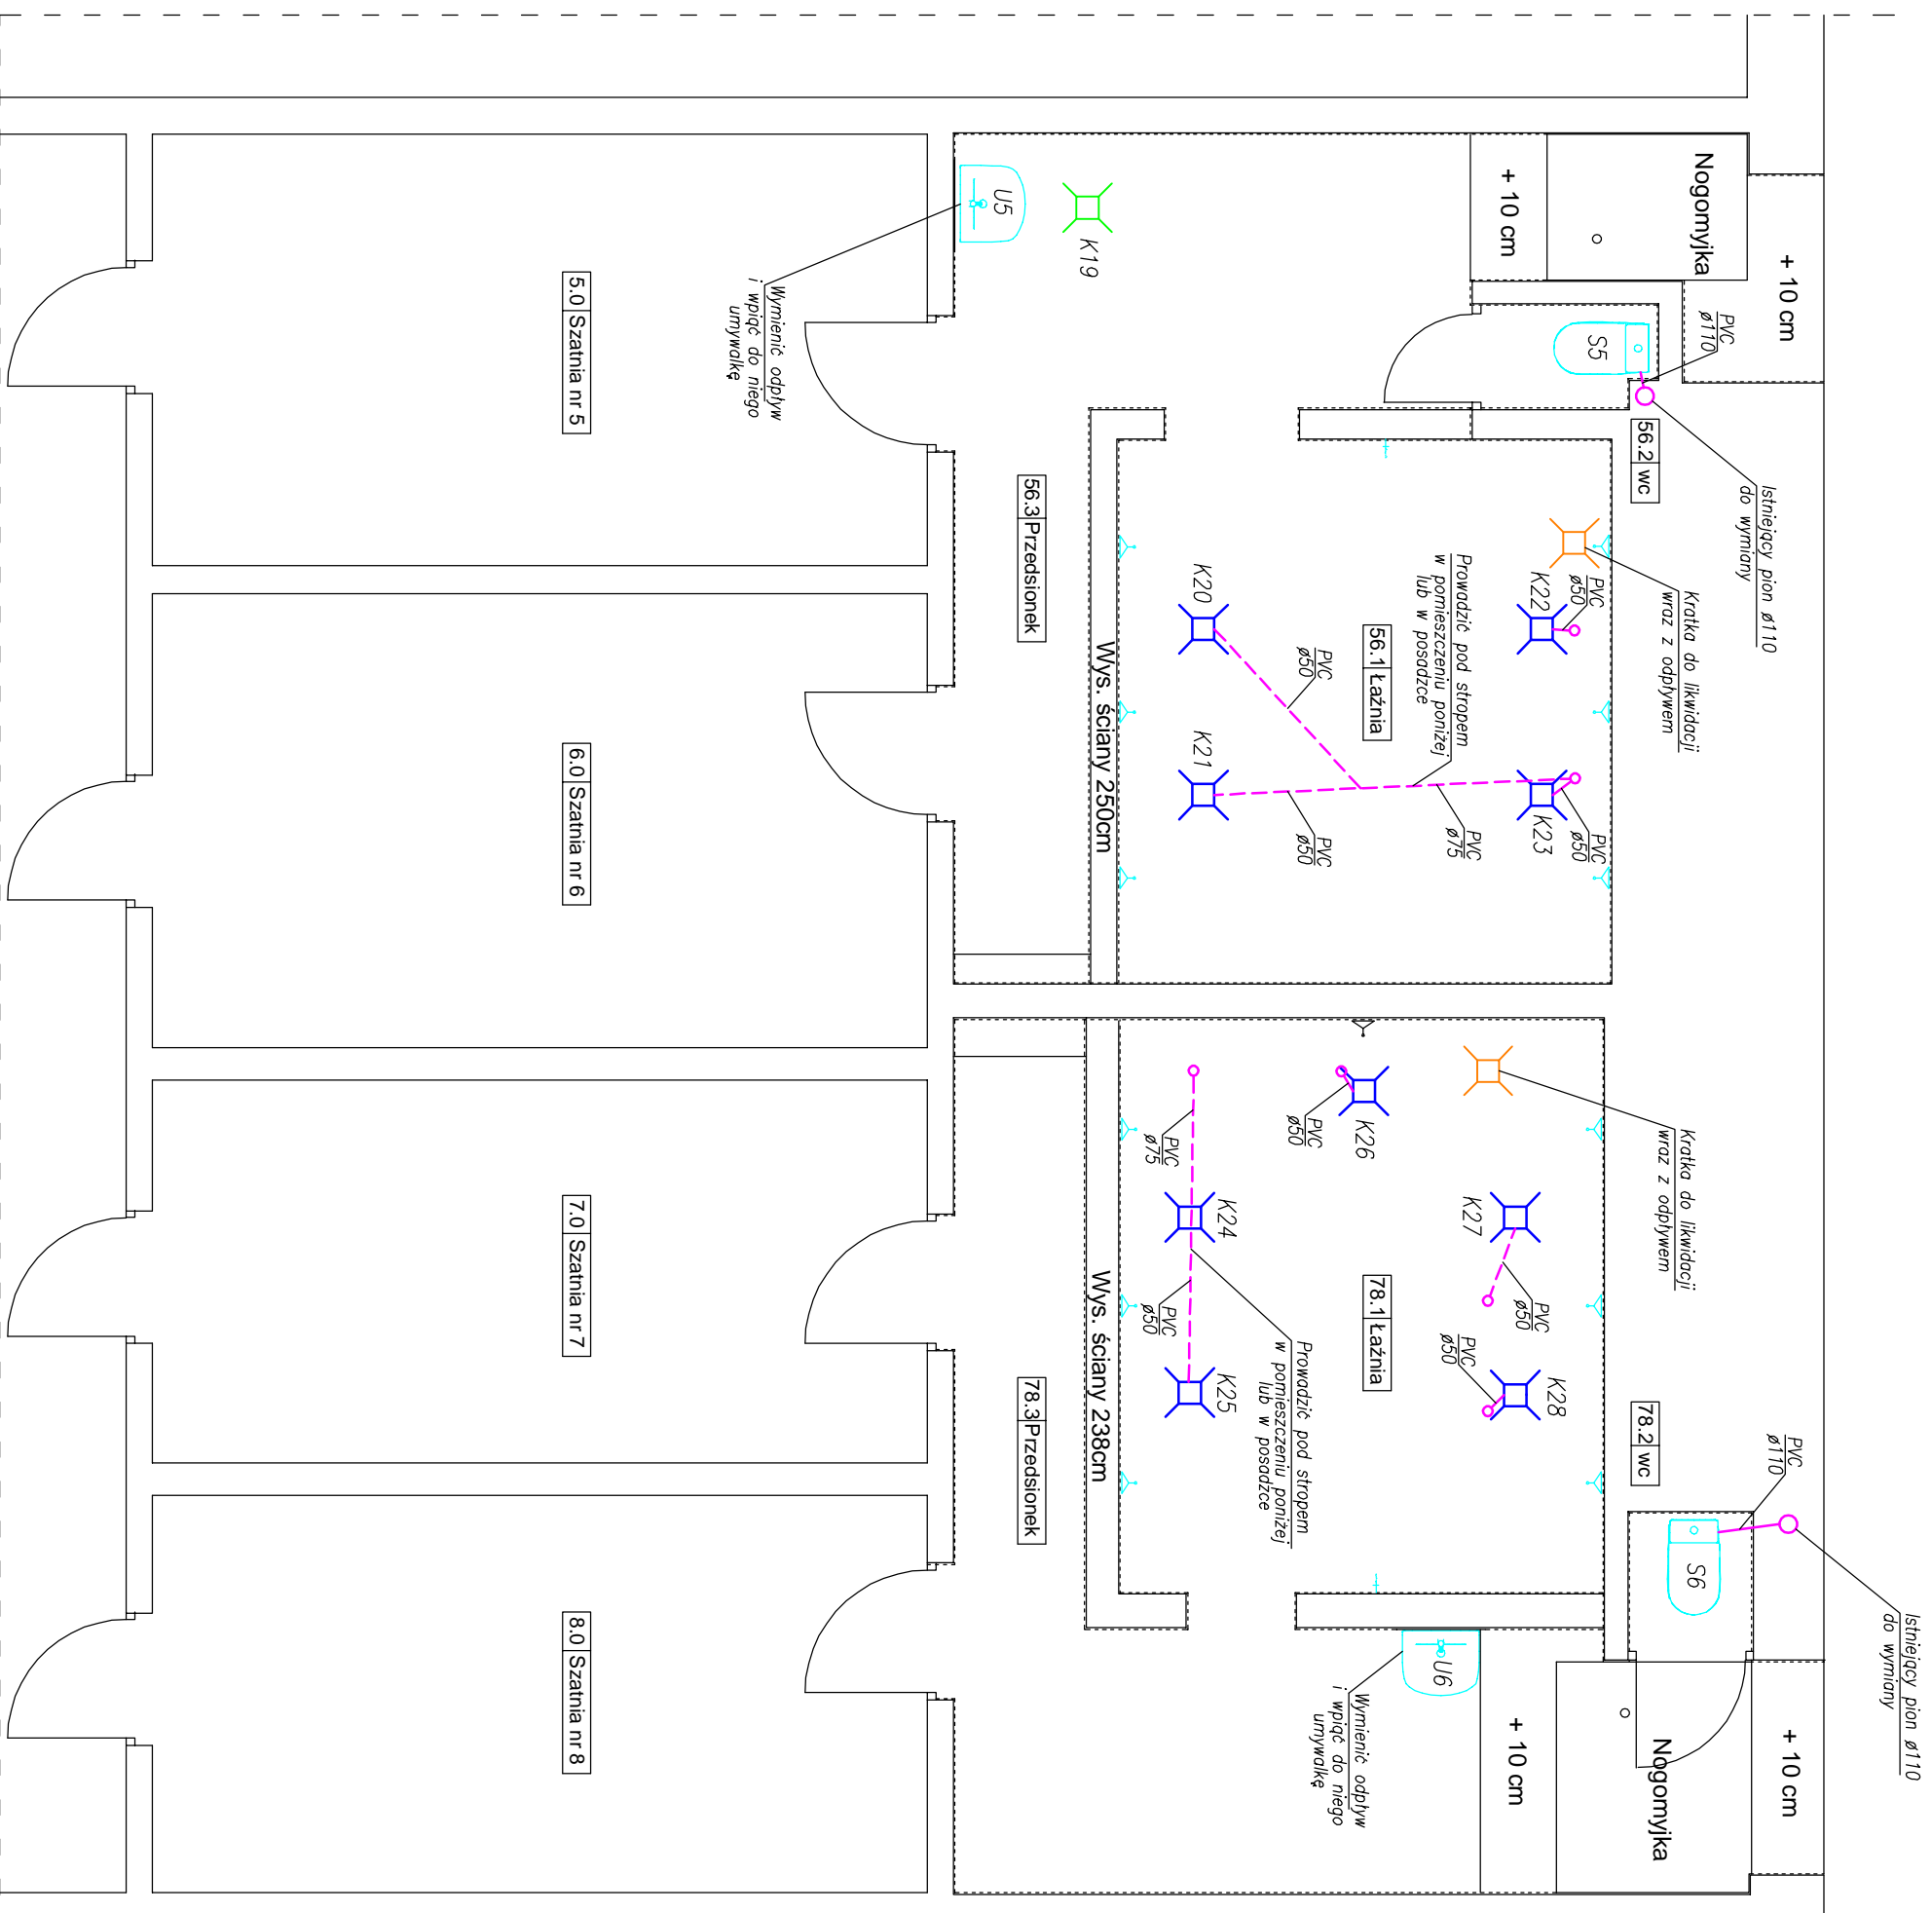 Nogomyjka
+ 10 cm
+ 10 cm
PVC
ø110
S5
U5
K19
Wymienić odpływ
i wpiąć do niego
umywalkę
56.2 wc
Istniejący pion ø110
do wymiany
Kratka do likwidacji
wraz z odpływem
PVC
ø50
K22
Prowadzić pod stropem
w pomieszczeniu poniżej
lub w posadzce
56.1 Łaźnia
PVC
ø50
K20
K21
PVC
ø50
PVC
ø75
K23
PVC
ø50
Wys. ściany 250cm
56.3 Przedsionek
5.0 Szatnia nr 5
6.0 Szatnia nr 6
Kratka do likwidacji
wraz z odpływem
K26
PVC
ø50
PVC
ø75
K24
K27
PVC
ø50
PVC
ø50
K28
PVC
ø50
K25
78.1 Łaźnia
Prowadzić pod stropem
w pomieszczeniu poniżej
lub w posadzce
Wys. ściany 238cm
78.3 Przedsionek
7.0 Szatnia nr 7
8.0 Szatnia nr 8
78.2 wc
PVC
ø110
S6
Istniejący pion ø110
do wymiany
U6
Wymienić odpływ
i wpiąć do niego
umywalkę
+ 10 cm
Nogomyjka
+ 10 cm